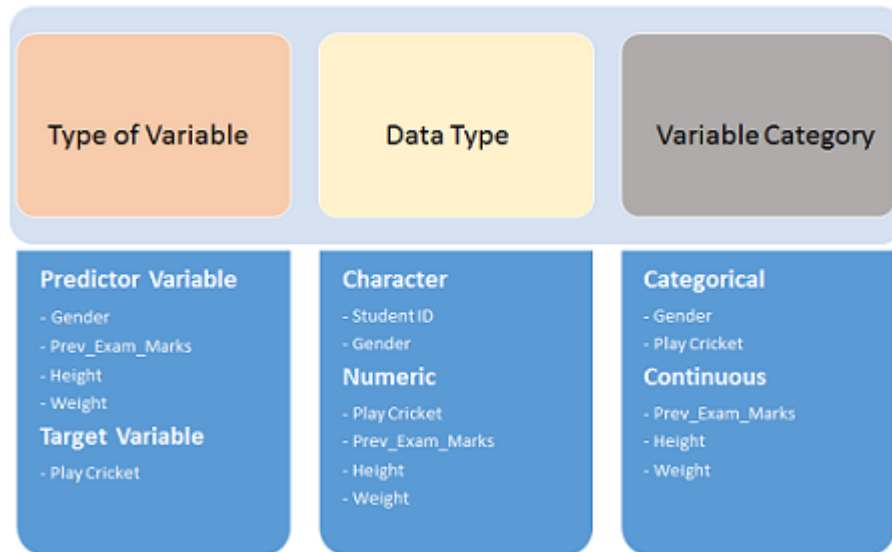 Type of Variable
Data Type
Variable Category
Predictor Variable
- Gender
- Prev_Exam_Marks
- Height
- Weight
Target Variable
- Play Cricket
Character
- Student ID
- Gender
Numeric
- Play Cricket
- Prev_Exam_Marks
- Height
- Weight
Categorical
- Gender
- Play Cricket
Continuous
- Prev_Exam_Marks
- Height
- Weight